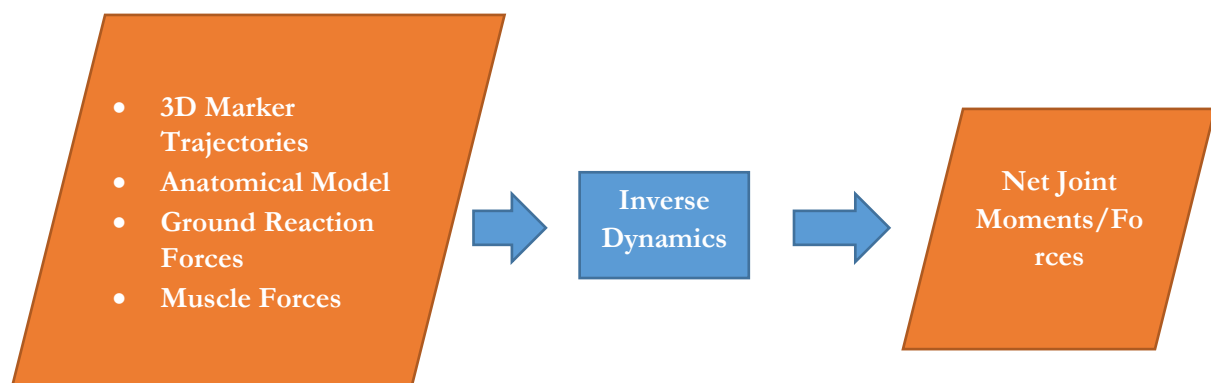 • 3D Marker
Trajectories
• Anatomical Model
• Ground Reaction
Forces
• Muscle Forces
Inverse
Dynamics
Net Joint
Moments/Fo
rces